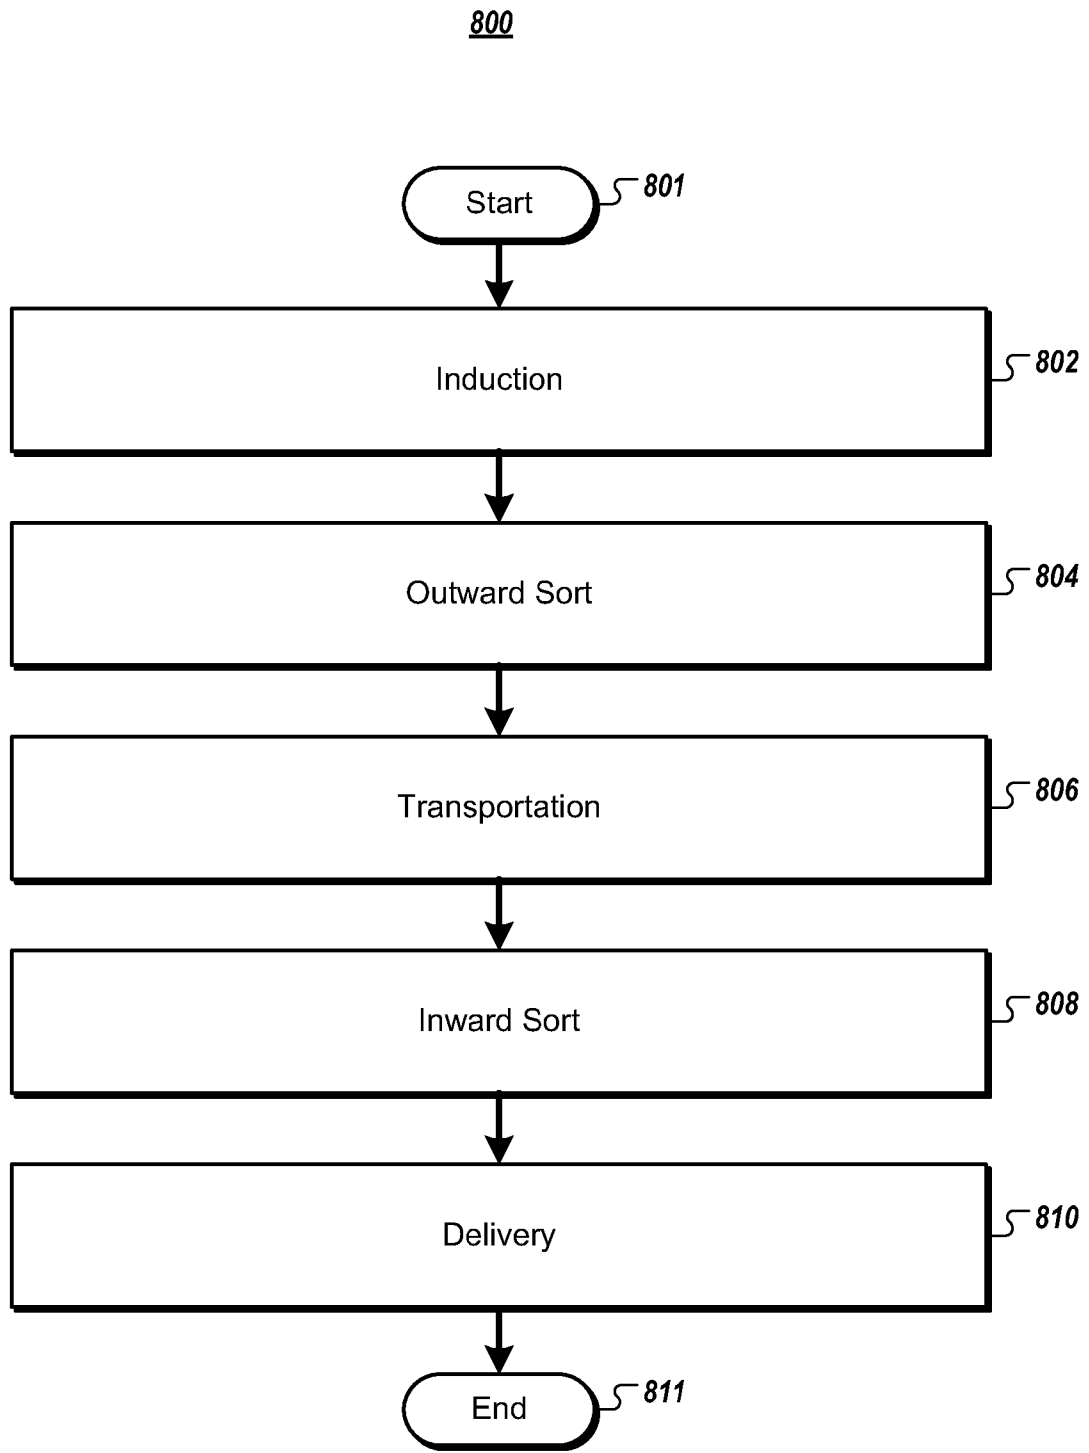 800
Start
801
Induction
802
Outward Sort
804
Transportation
806
Inward Sort
808
Delivery
810
End
811